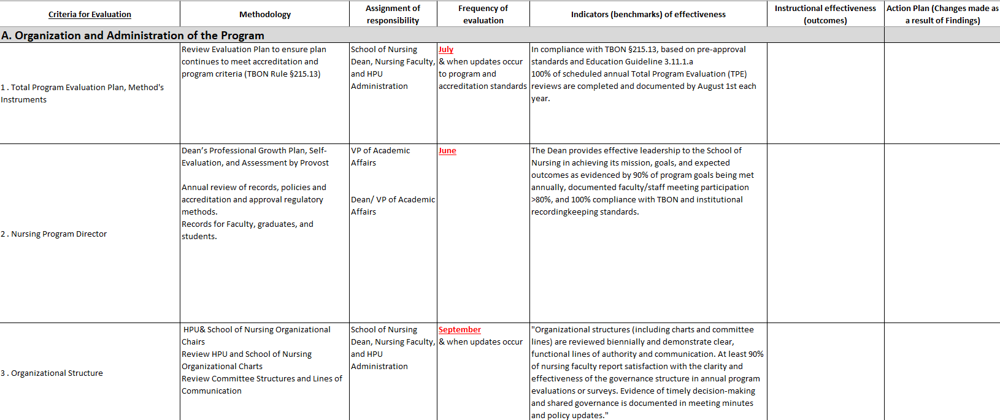 Criteria for Evaluation
Methodology
Assignment of
responsibility
Frequency of
evaluation
Indicators (benchmarks) of effectiveness
Instructional effectiveness
(outcomes)
Action Plan (Changes made as
a result of Findings)
A. Organization and Administration of the Program
1 . Total Program Evaluation Plan, Method's
Instruments
Review Evaluation Plan to ensure plan
continues to meet accreditation and
program criteria (TBON Rule §215.13)
School of Nursing
Dean, Nursing Faculty,
and HPU
Administration
July
& when updates occur
to program and
accreditation standards
In compliance with TBON §215.13, based on pre-approval
standards and Education Guideline 3.11.1.a
100% of scheduled annual Total Program Evaluation (TPE)
reviews are completed and documented by August 1st each
year.
2 . Nursing Program Director
Dean’s Professional Growth Plan, Self-
Evaluation, and Assessment by Provost
Annual review of records, policies and
accreditation and approval regulatory
methods.
Records for Faculty, graduates, and
students.
VP of Academic
Affairs
Dean/ VP of Academic
Affairs
June
The Dean provides effective leadership to the School of
Nursing in achieving its mission, goals, and expected
outcomes as evidenced by 90% of program goals being met
annually, documented faculty/staff meeting participation
>80%, and 100% compliance with TBON and institutional
recordingkeeping standards.
3 . Organizational Structure
HPU& School of Nursing Organizational
Chairs
Review HPU and School of Nursing
Organizational Charts
Review Committee Structures and Lines of
Communication
School of Nursing
Dean, Nursing Faculty,
and HPU
Administration
September
& when updates occur
"Organizational structures (including charts and committee
lines) are reviewed biennially and demonstrate clear,
functional lines of authority and communication. At least 90%
of nursing faculty report satisfaction with the clarity and
effectiveness of the governance structure in annual program
evaluations or surveys. Evidence of timely decision-making
and shared governance is documented in meeting minutes
and policy updates."